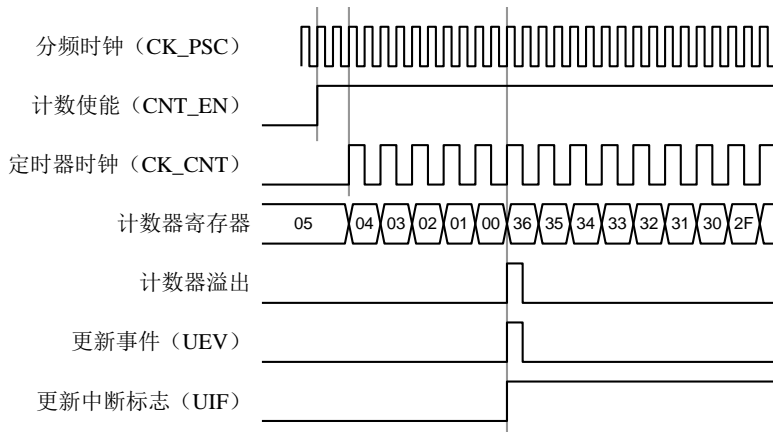 分频时钟（CK_PSC）
计数使能（CNT_EN）
定时器时钟（CK_CNT）
计数器寄存器 05 04 03 02 01 00 36 35 34 33 32 31 30 2F
计数器溢出
更新事件（UEV）
更新中断标志（UIF）